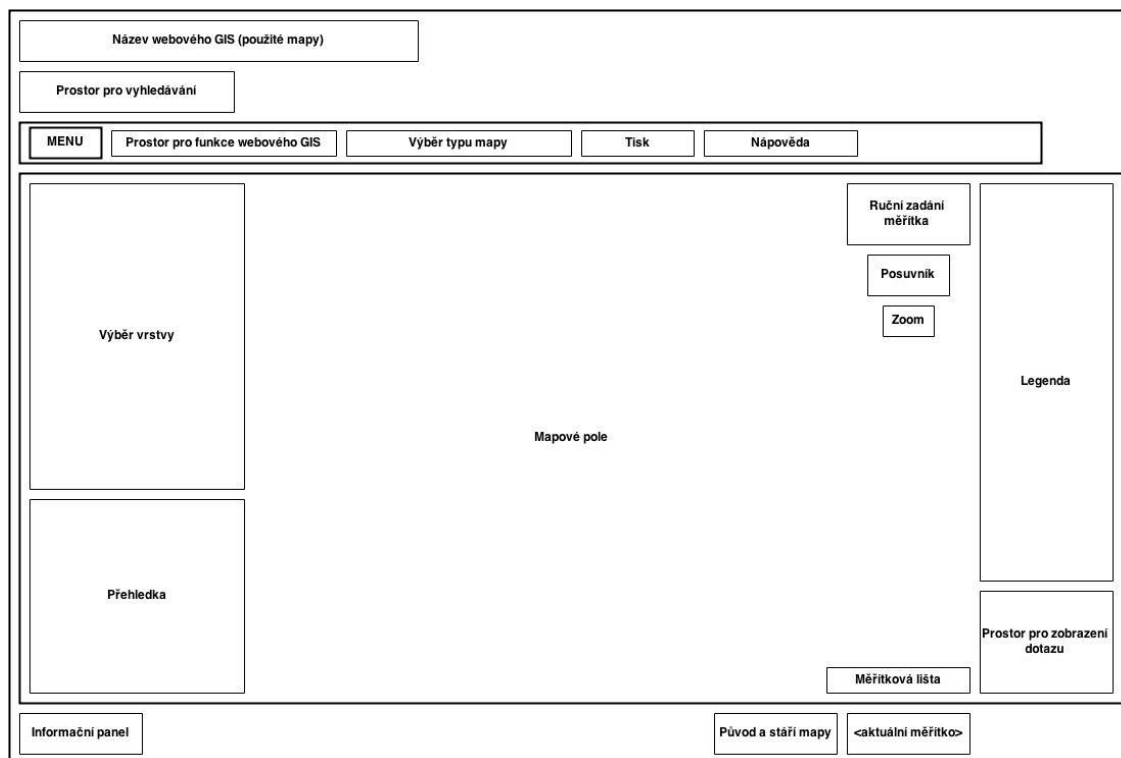 Název webového GIS (použité mapy)
Prostor pro vyhledávání
MENU
Prostor pro funkce webového GIS
Výběr typu mapy
Tisk
Nápověda
Výběr vrstvy
Přehledka
Mapové pole
Ruční zadání
měřítka
Posuvník
Zoom
Měřítková lišta
Legenda
Prostor pro zobrazení
dotazu
Informační panel
Původ a stáří mapy
<aktuální měřítko>